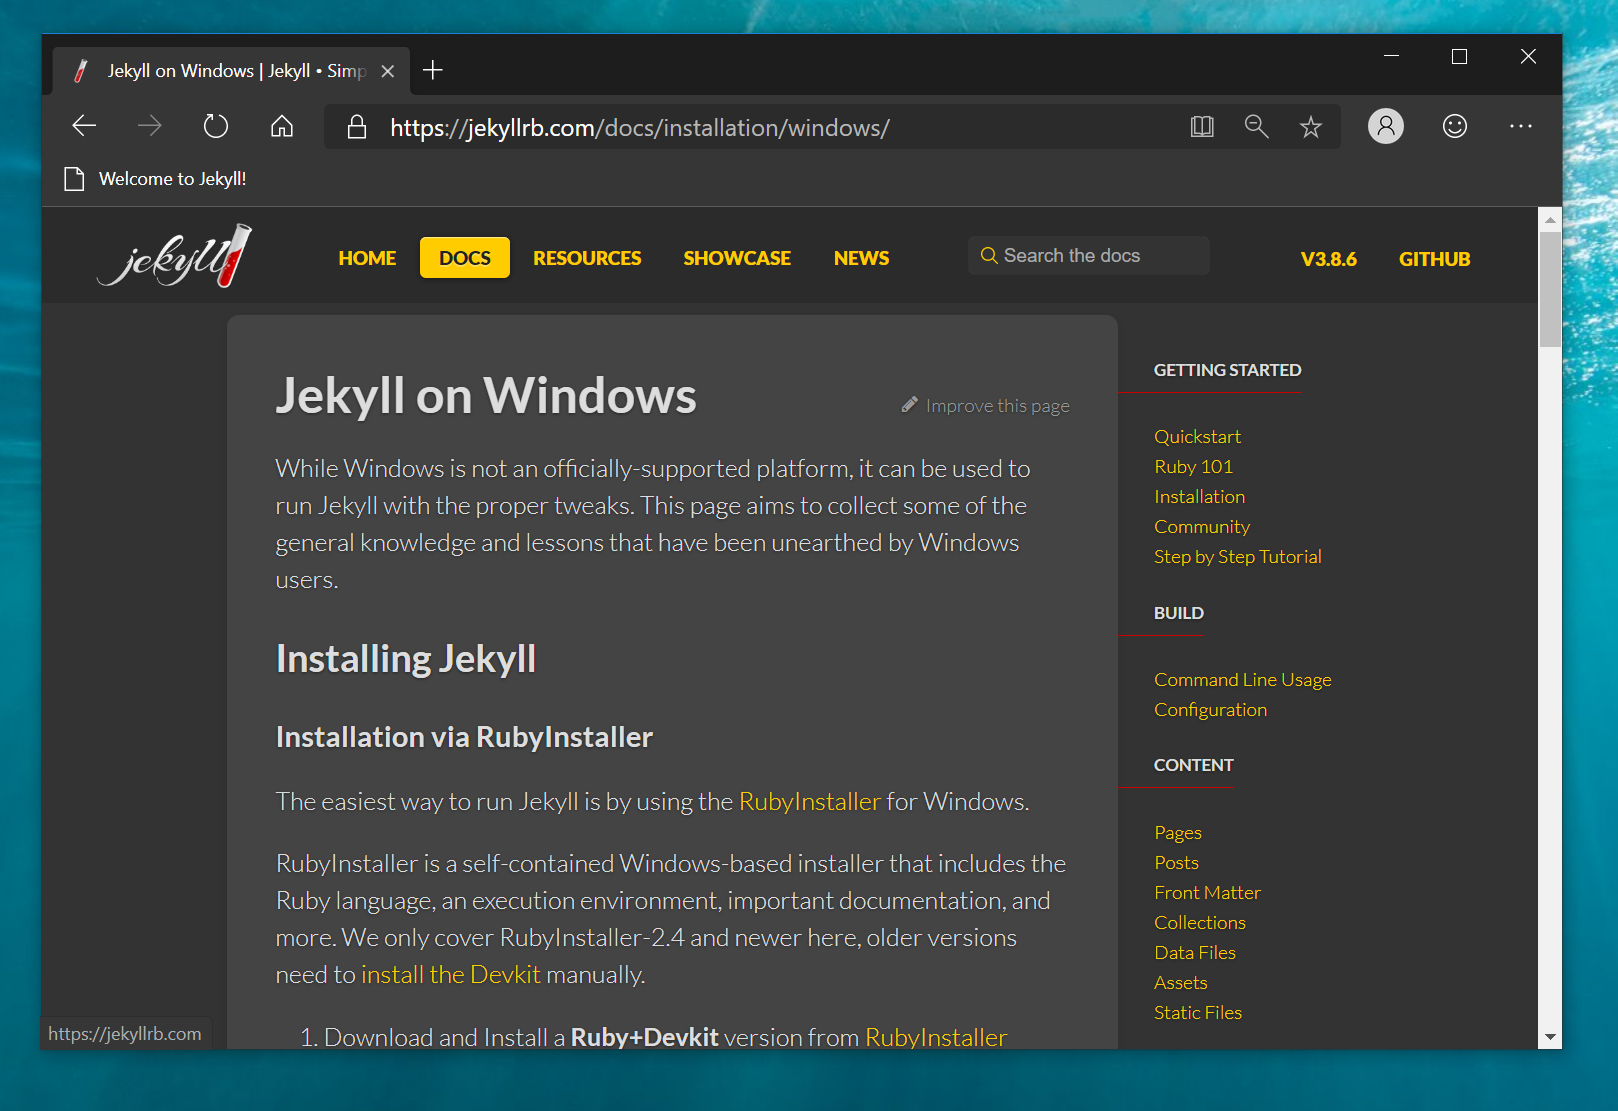 Jekyll on Windows | Jekyll • Simp
https://jekyllrb.com/docs/installation/windows/
Welcome to Jekyll!
jekyll
HOME DOCS RESOURCES SHOWCASE NEWS Search the docs V3.8.6 GITHUB
Jekyll on Windows
Improve this page
While Windows is not an officially-supported platform, it can be used to
run Jekyll with the proper tweaks. This page aims to collect some of the
general knowledge and lessons that have been unearthed by Windows
users.
Installing Jekyll
Installation via RubyInstaller
The easiest way to run Jekyll is by using the RubyInstaller for Windows.
RubyInstaller is a self-contained Windows-based installer that includes the
Ruby language, an execution environment, important documentation, and
more. We only cover RubyInstaller-2.4 and newer here, older versions
need to install the Devkit manually.
1. Download and Install a Ruby+Devkit version from RubyInstaller
GETTING STARTED
Quickstart
Ruby 101
Installation
Community
Step by Step Tutorial
BUILD
Command Line Usage
Configuration
CONTENT
Pages
Posts
Front Matter
Collections
Data Files
Assets
Static Files
https://jekyllrb.com